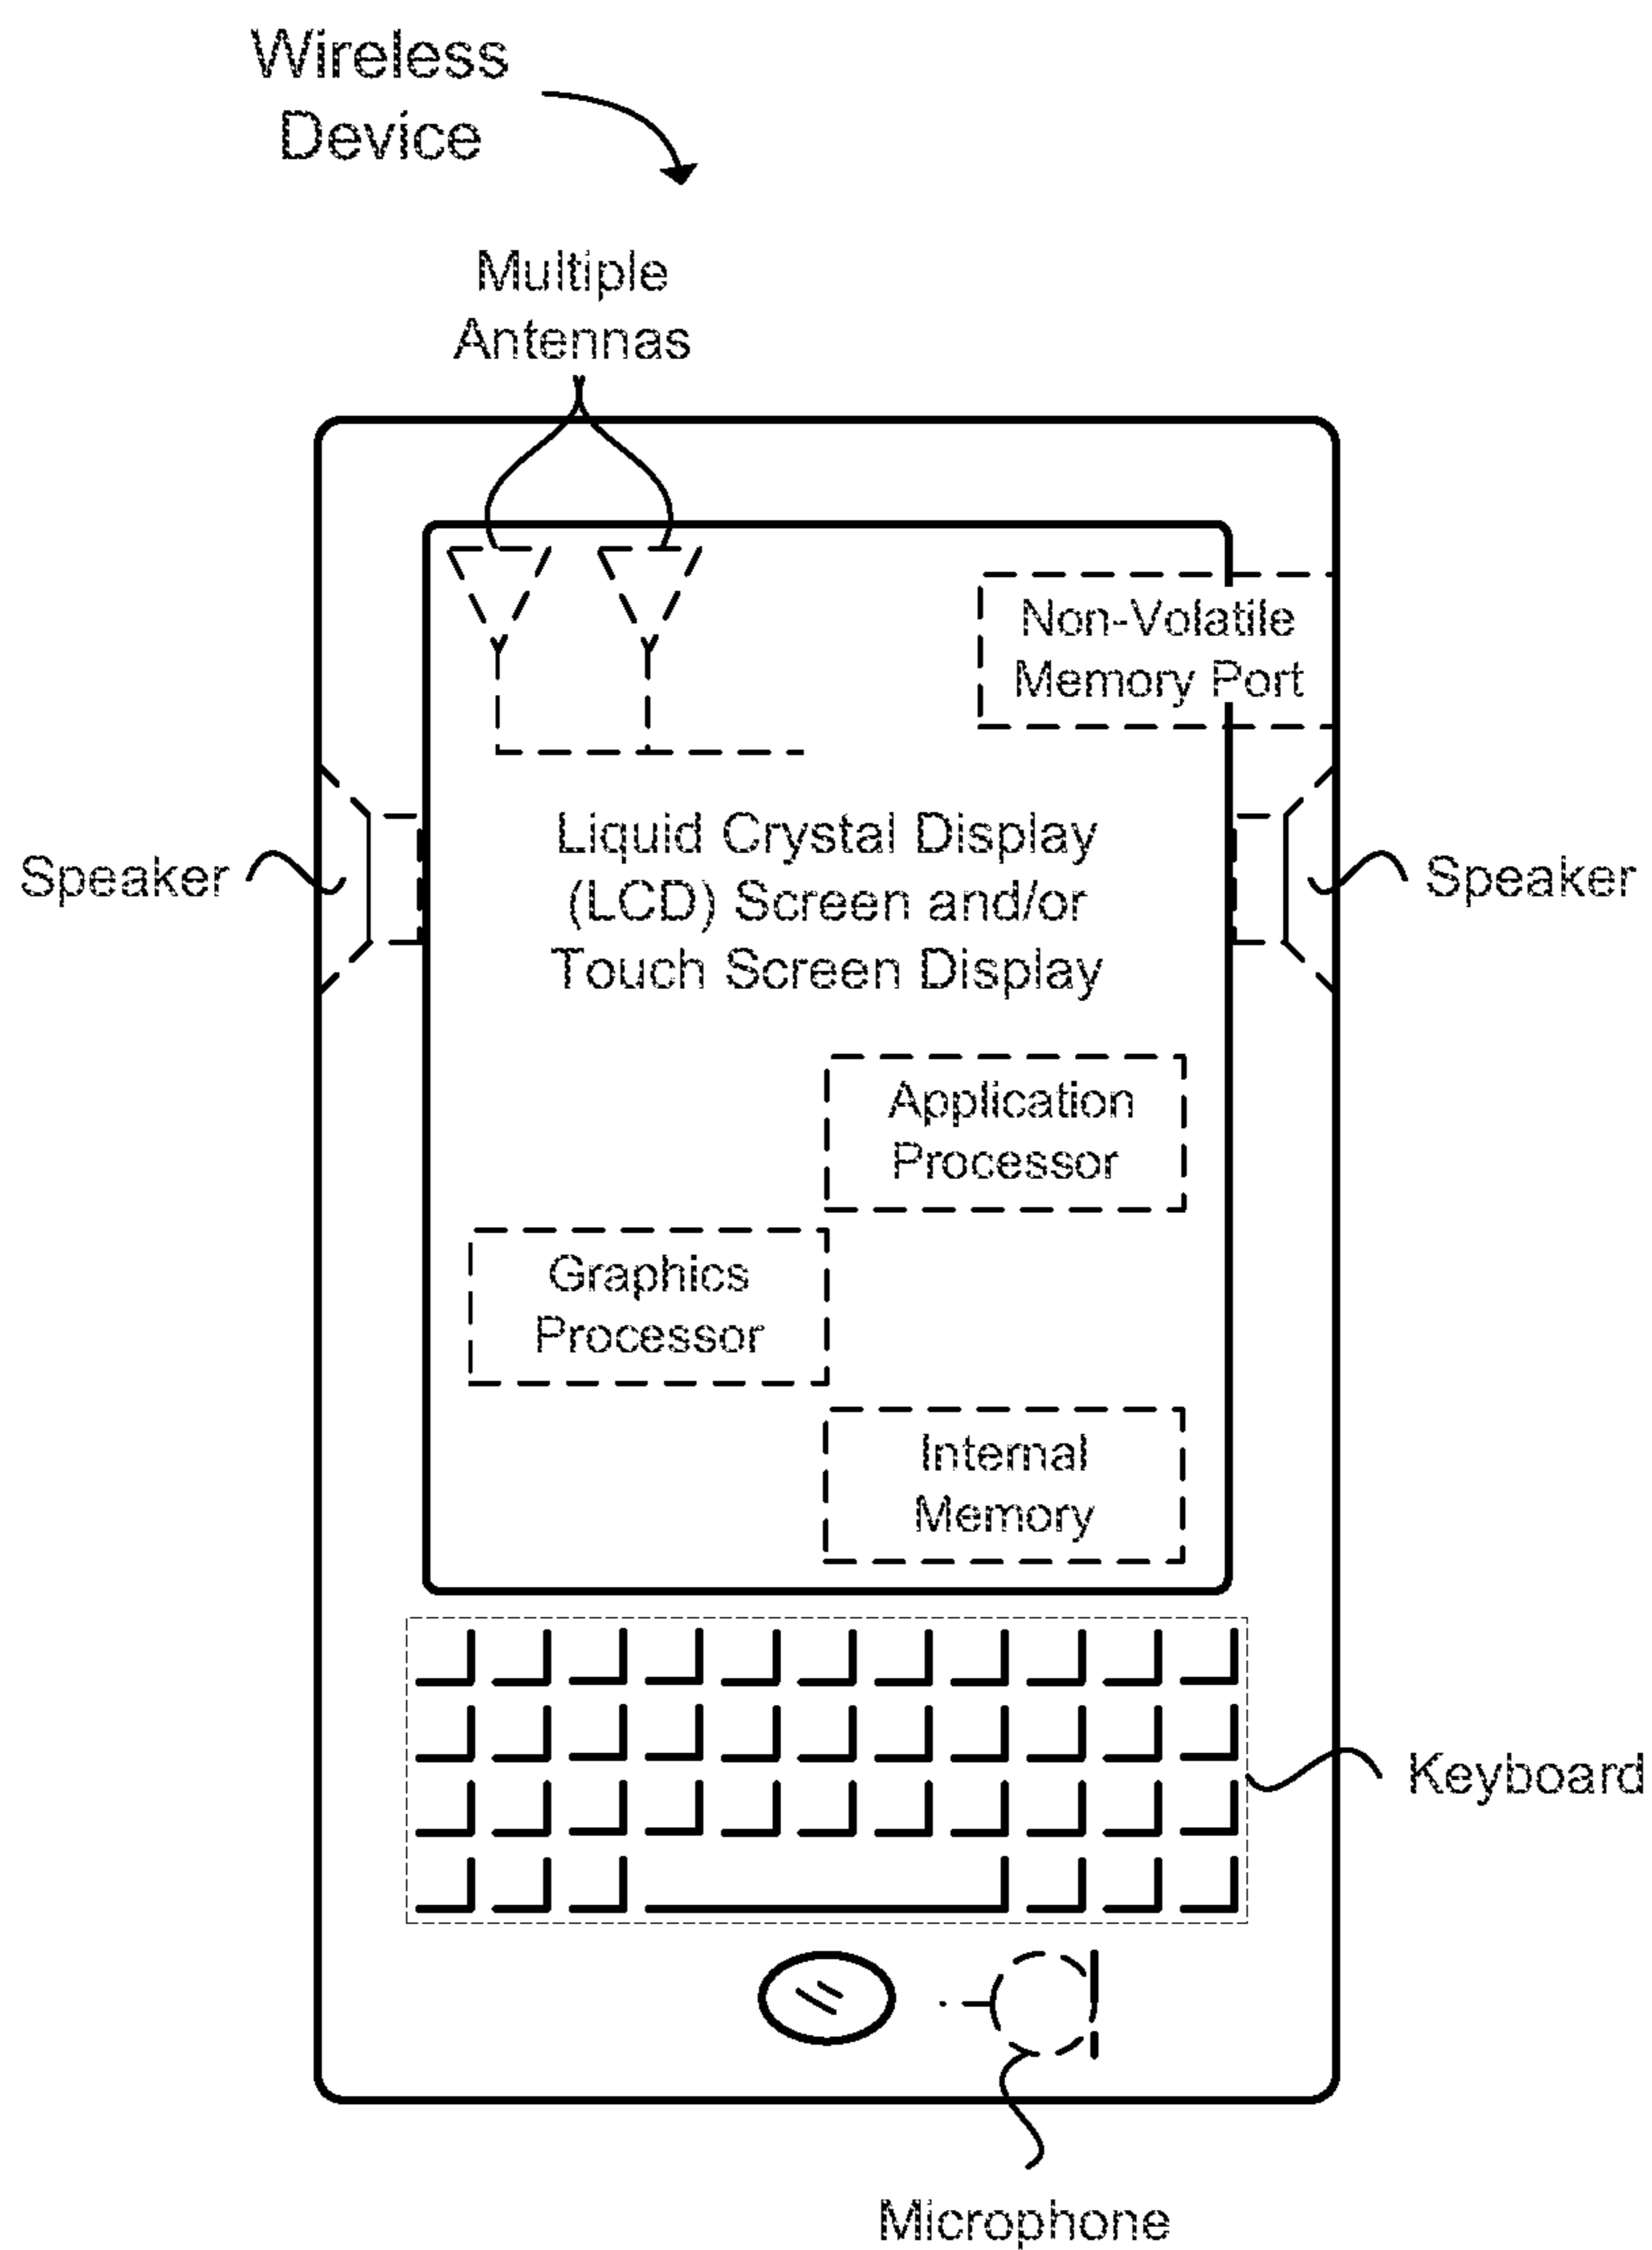 Wireless
Device
Multiple
Antennas
Non-Volatile
Memory Port
Speaker
Liquid Crystal Display
(LCD) Screen and/or
Touch Screen Display
Speaker
Application
Processor
Graphics
Processor
Internal
Memory
Keyboard
Microphone